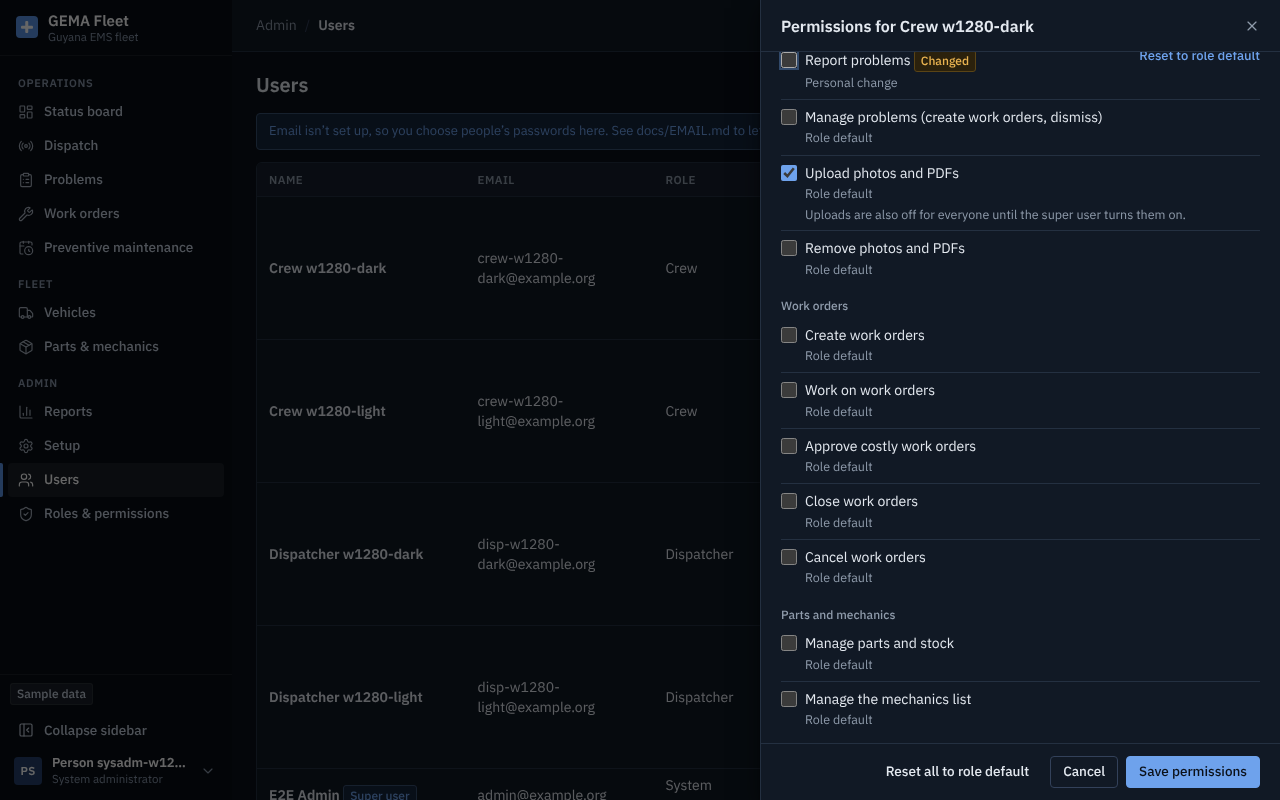 GEMA Fleet
Guyana EMS fleet
OPERATIONS
Status board
Dispatch
Problems
Work orders
Preventive maintenance
FLEET
Vehicles
Parts & mechanics
ADMIN
Reports
Setup
Users
Roles & permissions
Sample data
Collapse sidebar
PS
Person sysadm-w12...
System administrator
Admin / Users
Users
Email isn't set up, so you choose people's passwords here. See docs/EMAIL.md to le
NAME EMAIL ROLE
Crew w1280-dark
crew-w1280-
dark@example.org
Crew
Crew w1280-light
crew-w1280-
light@example.org
Crew
Dispatcher w1280-dark
disp-w1280-
dark@example.org
Dispatcher
Dispatcher w1280-light
disp-w1280-
light@example.org
Dispatcher
E2E Admin Super user
admin@example.org
System
Permissions for Crew w1280-dark
Report problems Changed Reset to role default
Personal change
Manage problems (create work orders, dismiss)
Role default
Upload photos and PDFs
Role default
Uploads are also off for everyone until the super user turns them on.
Remove photos and PDFs
Role default
Work orders
Create work orders
Role default
Work on work orders
Role default
Approve costly work orders
Role default
Close work orders
Role default
Cancel work orders
Role default
Parts and mechanics
Manage parts and stock
Role default
Manage the mechanics list
Role default
Reset all to role default Cancel Save permissions